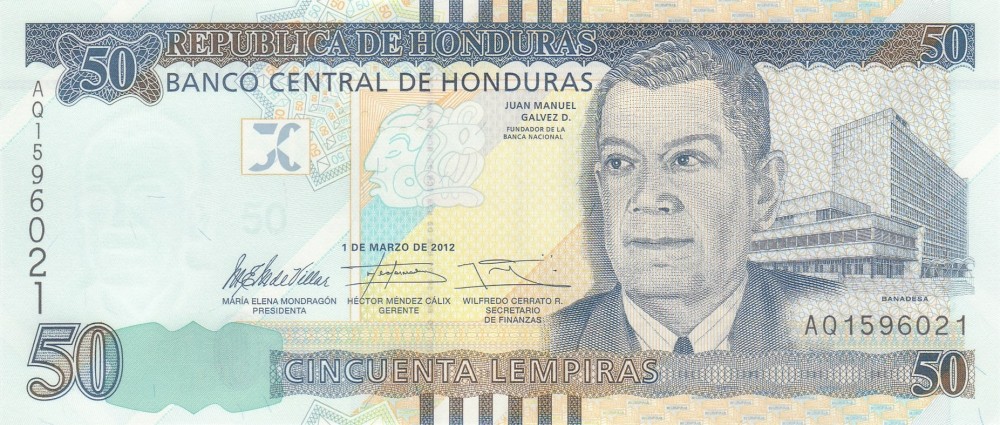 50
REPUBLICA DE HONDURAS
50
BANCO CENTRAL DE HONDURAS
AQ1596021
JUAN MANUEL
GALVEZ D.
FUNDADOR DE LA
BANCA NACIONAL
50
1 DE MARZO DE 2012
MARÍA ELENA MONDRAGÓN
PRESIDENTA
HÉCTOR MÉNDEZ CÁLIX
GERENTE
WILFREDO CERRATO R.
SECRETARIO
DE FINANZAS
BANADESA
AQ1596021
50
CINCUENTA LEMPIRAS
50